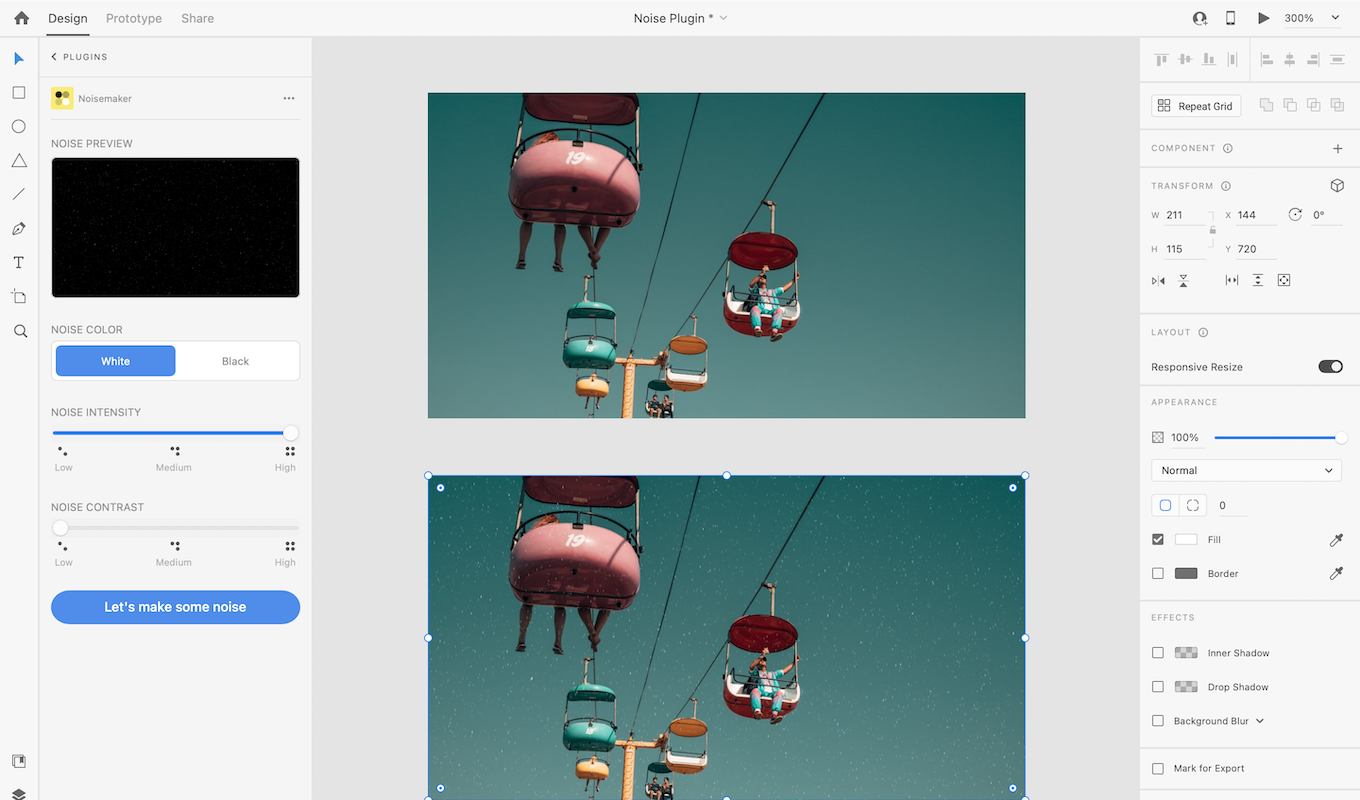 Design Prototype Share
Noise Plugin *
300%
PLUGINS
Noisemaker
NOISE PREVIEW
NOISE COLOR
White Black
NOISE INTENSITY
Low Medium High
NOISE CONTRAST
Low Medium High
Let's make some noise
19
19
Repeat Grid
COMPONENT
TRANSFORM
W 211 X 144 0°
H 115 Y 720
LAYOUT
Responsive Resize
APPEARANCE
100%
Normal
0
Fill
Border
EFFECTS
Inner Shadow
Drop Shadow
Background Blur
Mark for Export